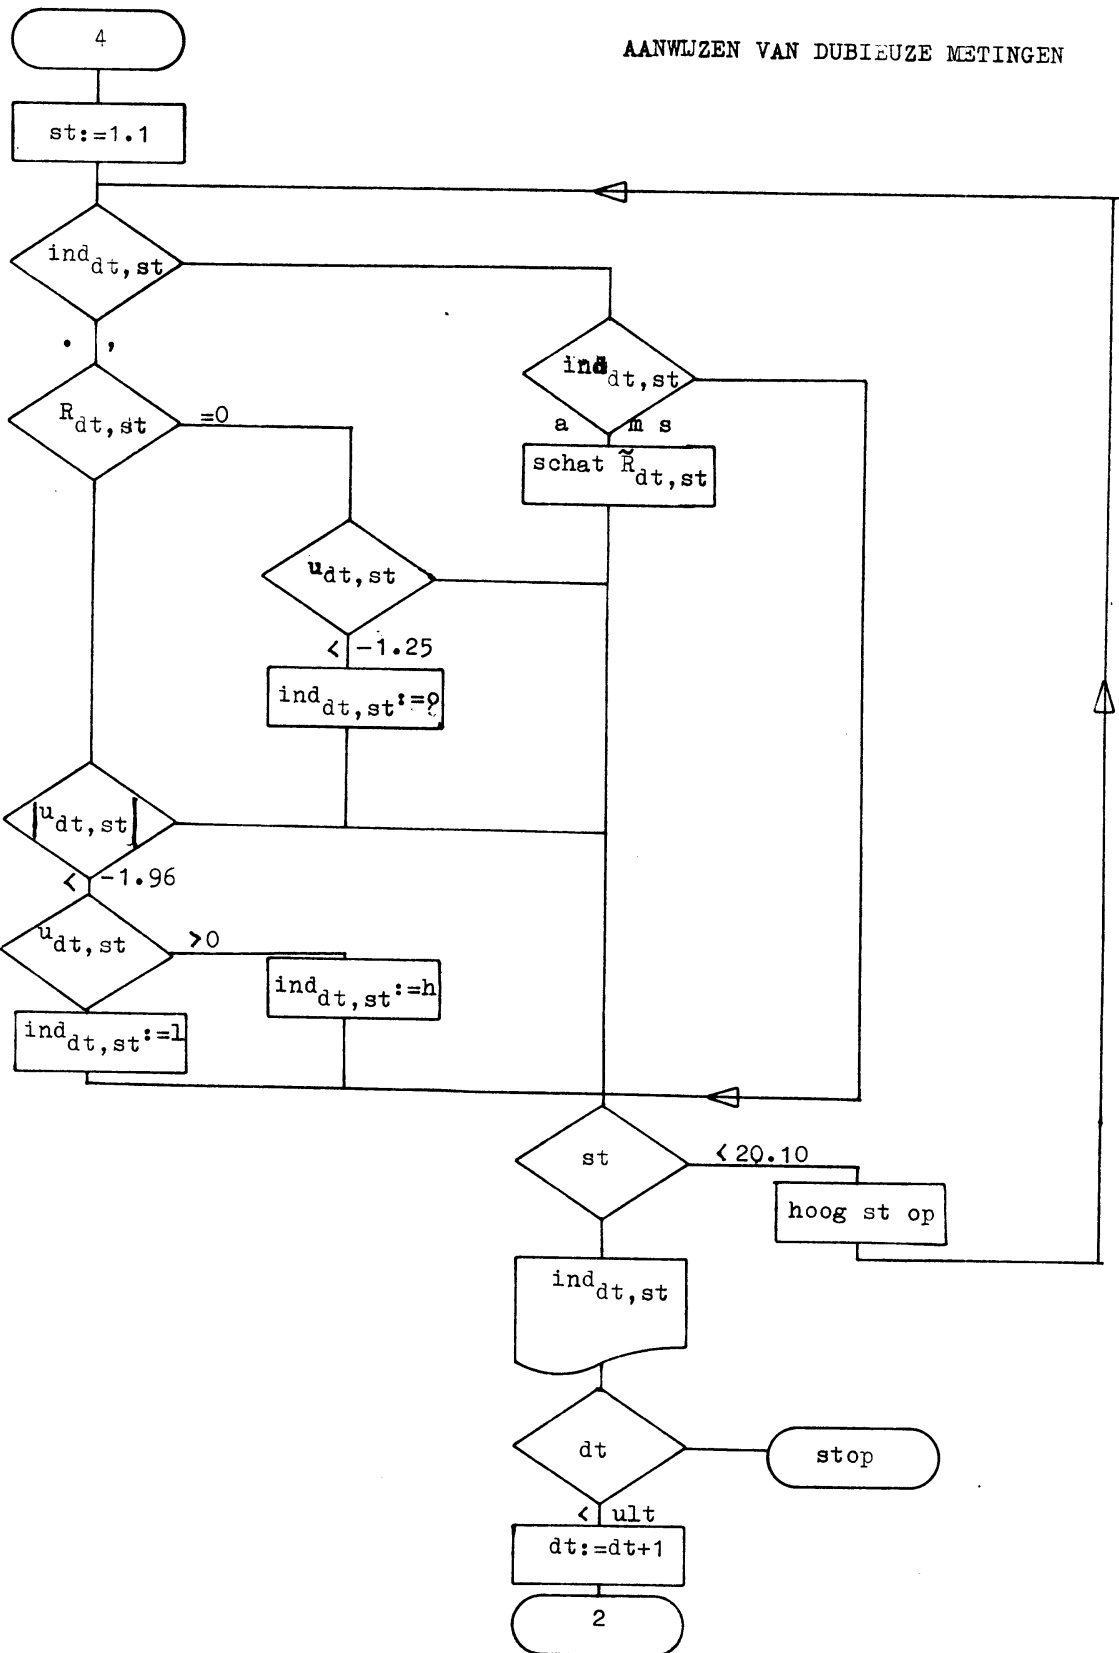 4
AANWIJZEN VAN DUBIEUZE METINGEN
st:=1.1
ind dt,st
. ,
ind dt,st
a m s
R dt,st =0
schat R̃ dt,st
u dt,st
< -1.25
ind dt,st:=?
|u dt,st|
< -1.96
u dt,st >0
ind dt,st:=h
ind dt,st:=l
st <20.10
hoog st op
ind dt,st
dt
stop
< ult
dt:=dt+1
2